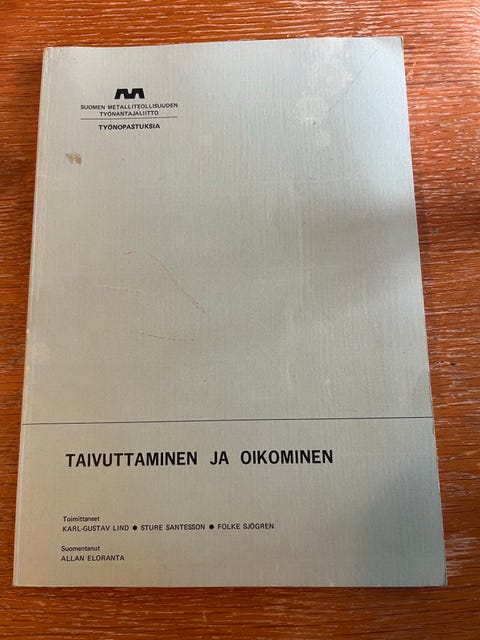 SUOMEN METALLITEOLLISUUDEN
TYÖNANTAJALIITTO
TYÖNOPASTUKSIA
TAIVUTTAMINEN JA OIKOMINEN
Toimittaneet
KARL-GUSTAV LIND ● STURE SANTESSON ● FOLKE SJÖGREN
Suomentanut
ALLAN ELORANTA